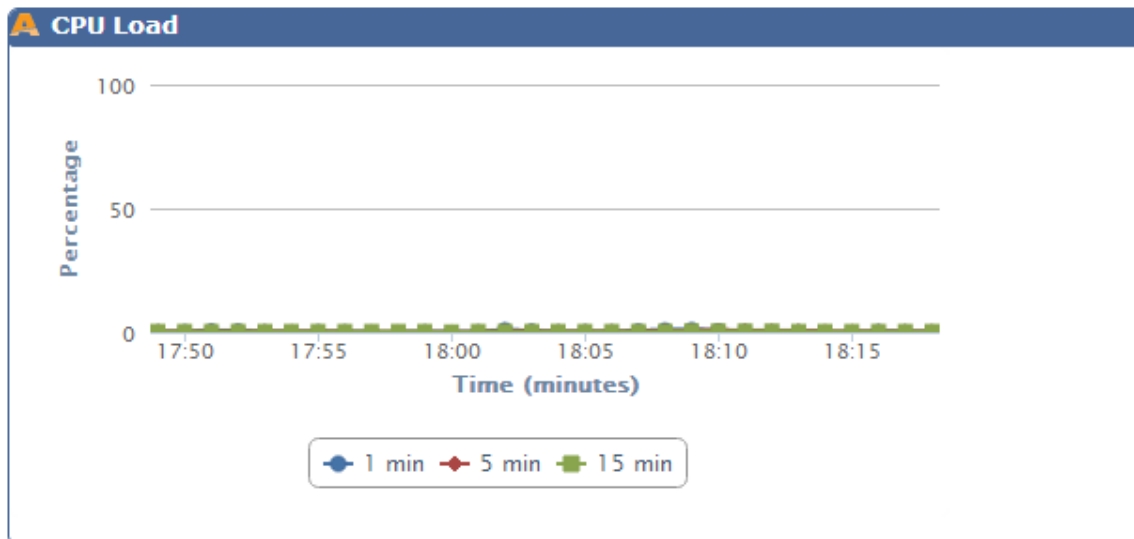 CPU Load
100
Percentage
50
0
17:50 17:55 18:00 18:05 18:10 18:15
Time (minutes)
1 min 5 min 15 min